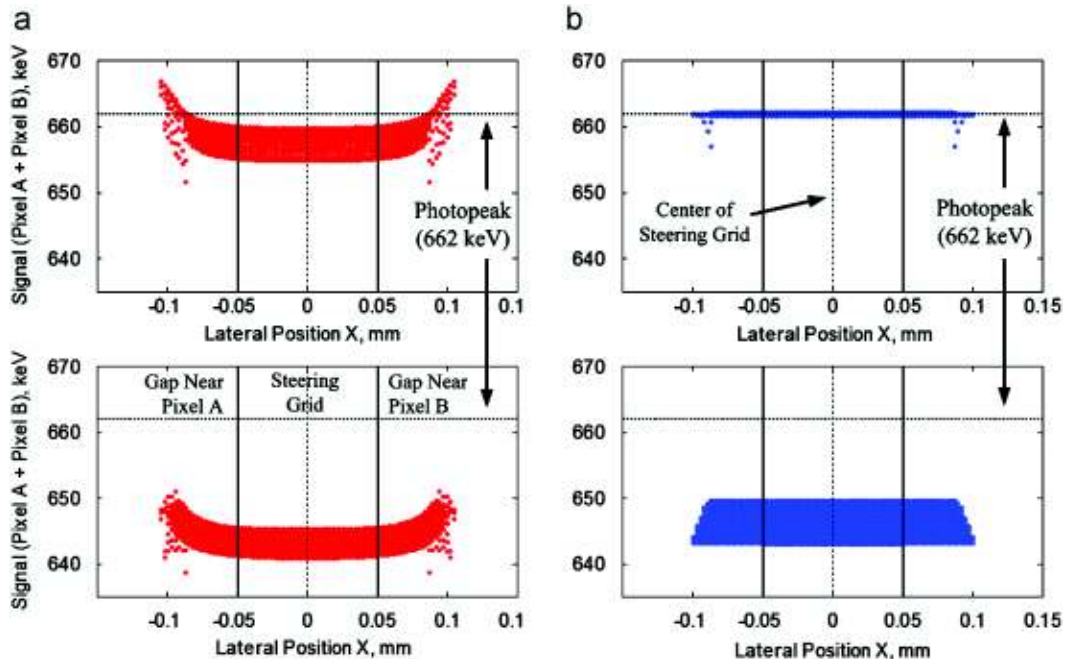 a
b
Signal (Pixel A + Pixel B), keV
670
660
650
640
Photopeak
(662 keV)
-0.1
-0.05
0
0.05
0.1
0.1
Lateral Position X, mm
670
660
650
640
Center of
Steering Grid
Photopeak
(662 keV)
-0.1
-0.05
0
0.05
0.1
0.15
Lateral Position X, mm
Signal (Pixel A + Pixel B), keV
670
660
650
640
Gap Near
Pixel A
Steering
Grid
Gap Near
Pixel B
-0.1
-0.05
0
0.05
0.1
0.1
Lateral Position X, mm
670
660
650
640
-0.1
-0.05
0
0.05
0.1
0.15
Lateral Position X, mm